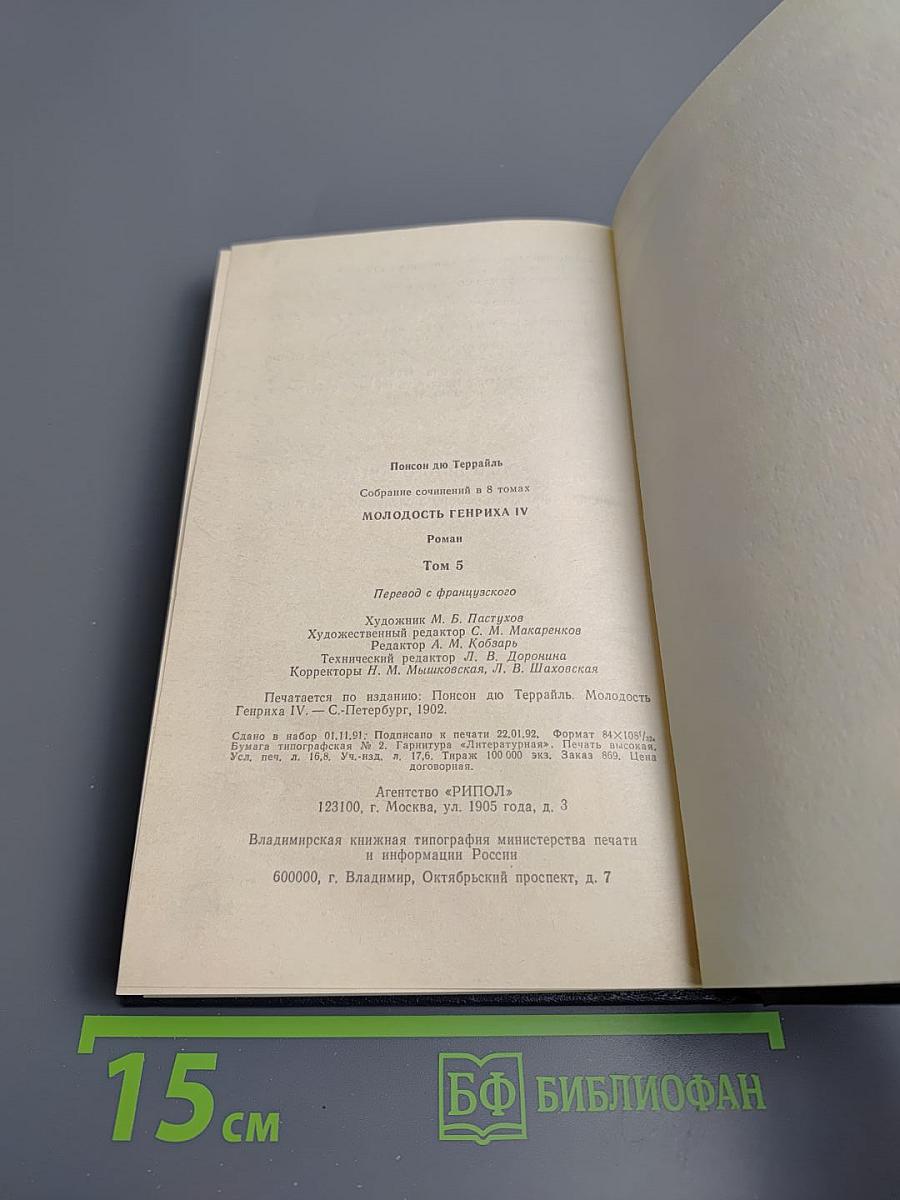 Понсон дю Террайль
Собрание сочинений в 8 томах
МОЛОДОСТЬ ГЕНРИХА IV
Роман
Том 5
Перевод с французского
Художник М. Б. Пастухов
Художественный редактор С. М. Макаренков
Редактор А. М. Кобзарь
Технический редактор Л. В. Доронина
Корректоры Н. М. Мышковская, Л. В. Шаховская
Печатается по изданию: Понсон дю Террайль. Молодость
Генриха IV. — С.-Петербург, 1902.
Сдано в набор 01.11.91. Подписано к печати 22.01.92. Формат 84×108¹/₃₂.
Бумага типографская № 2. Гарнитура «Литературная». Печать высокая.
Усл. печ. л. 16,8. Уч.-изд. л. 17,6. Тираж 100 000 экз. Заказ 869. Цена
договорная.
Агентство «РИПОЛ»
123100, г. Москва, ул. 1905 года, д. 3
Владимирская книжная типография министерства печати
и информации России
600000, г. Владимир, Октябрьский проспект, д. 7
15 см
БФ БИБЛИОФАН